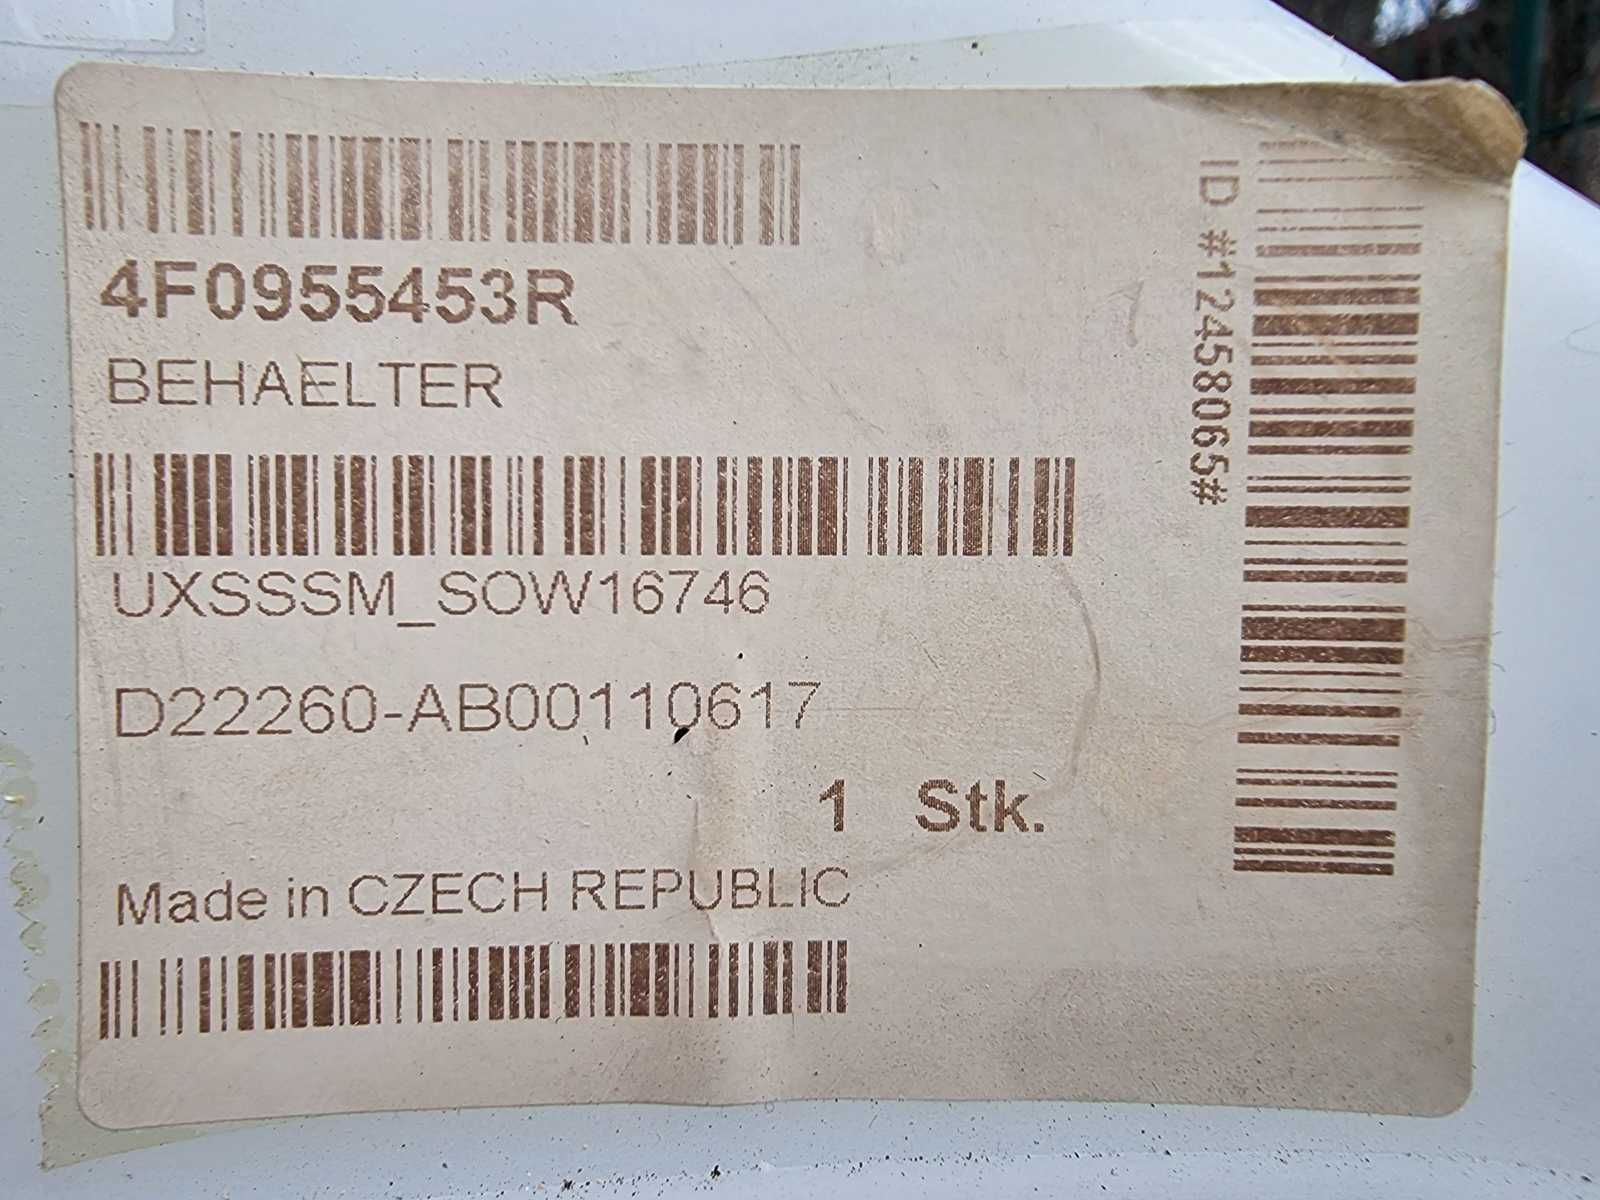 4F0955453R
BEHAELTER
UXSSSM_SOW16746
D22260-AB00110617
1 Stk.
Made in CZECH REPUBLIC
ID #12458065#